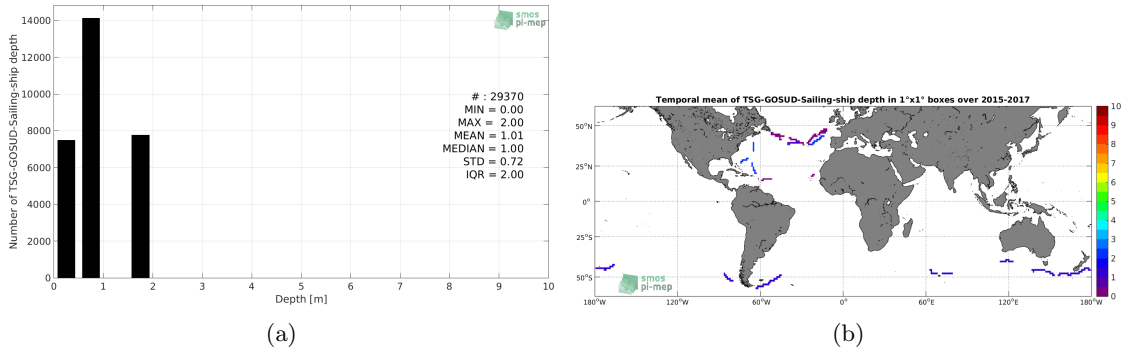 14000
12000
10000
8000
6000
4000
2000
0
Number of TSG-GOSUD-Sailing-ship depth
smos
pi-mep
# : 29370
MIN = 0.00
MAX = 2.00
MEAN = 1.01
MEDIAN = 1.00
STD = 0.72
IQR = 2.00
0 1 2 3 4 5 6 7 8 9 10
Depth [m]
(a)
Temporal mean of TSG-GOSUD-Sailing-ship depth in 1°x1° boxes over 2015-2017
50°N
25°N
0°
25°S
50°S
smos
pi-mep
180°W 120°W 60°W 0° 60°E 120°E 180°W
10
9
8
7
6
5
4
3
2
1
0
(b)